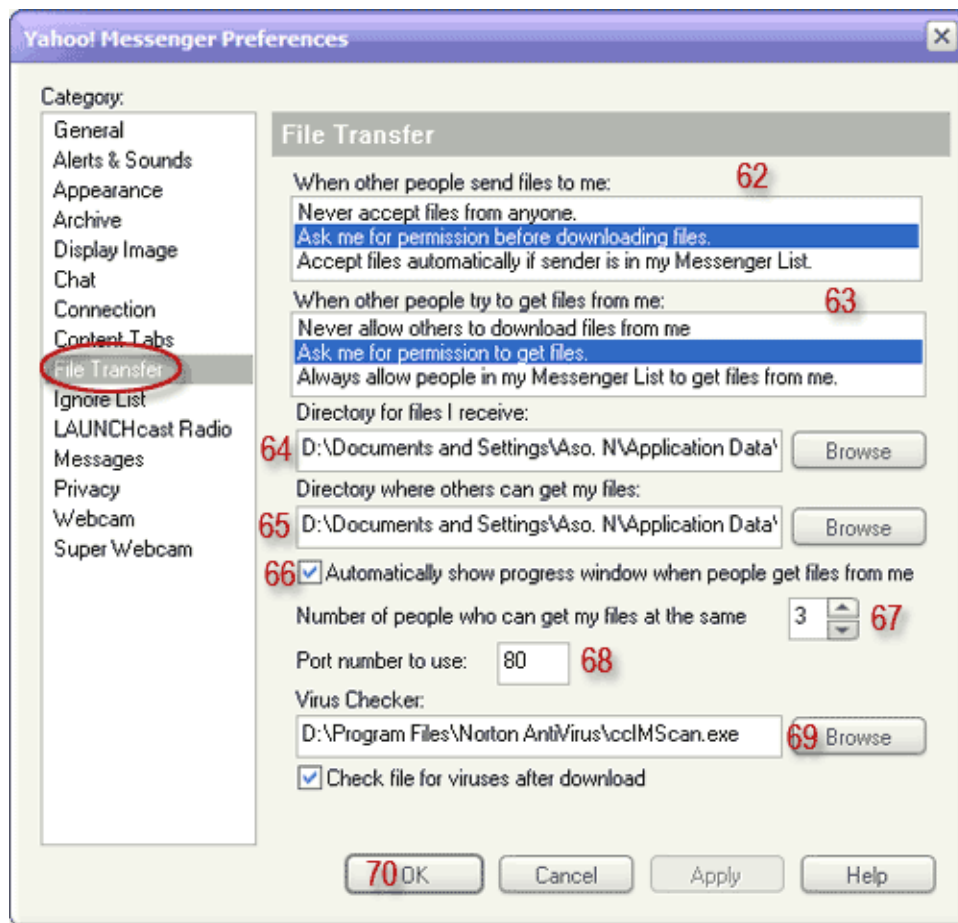 Yahoo! Messenger Preferences
Category:
General
Alerts & Sounds
Appearance
Archive
Display Image
Chat
Connection
Content Tabs
File Transfer
Ignore List
LAUNCHcast Radio
Messages
Privacy
Webcam
Super Webcam
File Transfer
When other people send files to me: 62
Never accept files from anyone.
Ask me for permission before downloading files.
Accept files automatically if sender is in my Messenger List.
When other people try to get files from me: 63
Never allow others to download files from me
Ask me for permission to get files.
Always allow people in my Messenger List to get files from me.
Directory for files I receive:
64 D:\Documents and Settings\Aso. N\Application Data\ Browse
Directory where others can get my files:
65 D:\Documents and Settings\Aso. N\Application Data\ Browse
66 Automatically show progress window when people get files from me
Number of people who can get my files at the same 3 67
Port number to use: 80 68
Virus Checker:
D:\Program Files\Norton AntiVirus\ccIMScan.exe 69 Browse
Check file for viruses after download
70 OK Cancel Apply Help